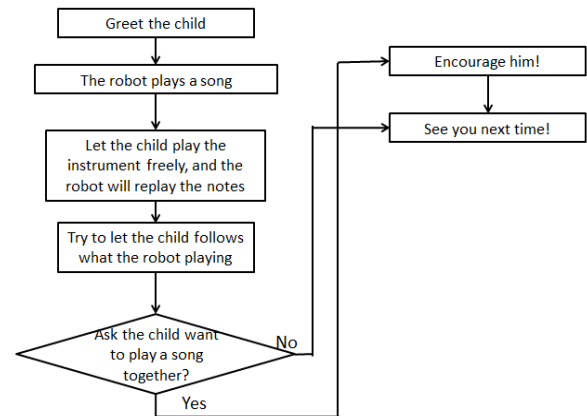 Greet the child
The robot plays a song
Let the child play the
instrument freely, and the
robot will replay the notes
Try to let the child follows
what the robot playing
Ask the child want
to play a song
together?
No
Yes
Encourage him!
See you next time!